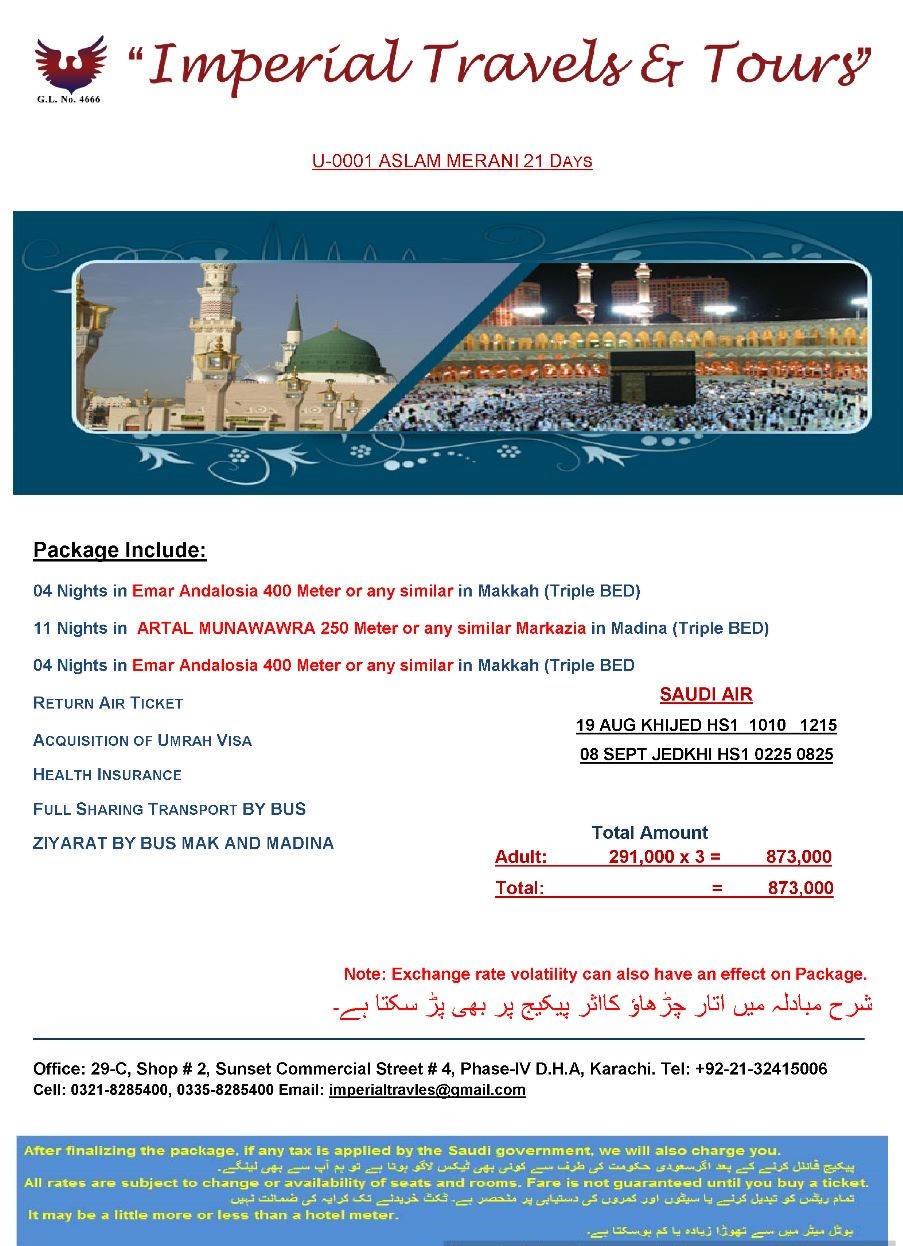 "Imperial Travels & Tours"
G.L. No. 4666
U-0001 ASLAM MERANI 21 DAYS
Package Include:
04 Nights in Emar Andalosia 400 Meter or any similar in Makkah (Triple BED)
11 Nights in ARTAL MUNAWAWRA 250 Meter or any similar Markazia in Madina (Triple BED)
04 Nights in Emar Andalosia 400 Meter or any similar in Makkah (Triple BED
RETURN AIR TICKET
ACQUISITION OF UMRAH VISA
HEALTH INSURANCE
FULL SHARING TRANSPORT BY BUS
ZIYARAT BY BUS MAK AND MADINA
SAUDI AIR
19 AUG KHIJED HS1 1010 1215
08 SEPT JEDKHI HS1 0225 0825
Total Amount
Adult: 291,000 x 3 = 873,000
Total: = 873,000
Note: Exchange rate volatility can also have an effect on Package.
شرح مبادلہ میں اتار چڑھاؤ کااثر پیکیج پر بھی پڑ سکتا ہے۔
Office: 29-C, Shop # 2, Sunset Commercial Street # 4, Phase-IV D.H.A, Karachi. Tel: +92-21-32415006
Cell: 0321-8285400, 0335-8285400 Email: imperialtravles@gmail.com
After finalizing the package, if any tax is applied by the Saudi government, we will also charge you.
پیکیج فائنل کرنے کے بعد اگرسعودی حکومت کی طرف سے کوئی بھی ٹیکس لاگو ہوتا ہے تو ہم آپ سے بھی لینگے۔
All rates are subject to change or availability of seats and rooms. Fare is not guaranteed until you buy a ticket.
تمام ریٹس کو تبدیل کرنے یا سیٹوں اور کمروں کی دستیابی پر منحصر ہے۔ ٹکٹ خریدنے تک کرایہ کی ضمانت نہیں
It may be a little more or less than a hotel meter.
ہوٹل میٹر میں سے تھوڑا زیادہ یا کم ہوسکتا ہے۔